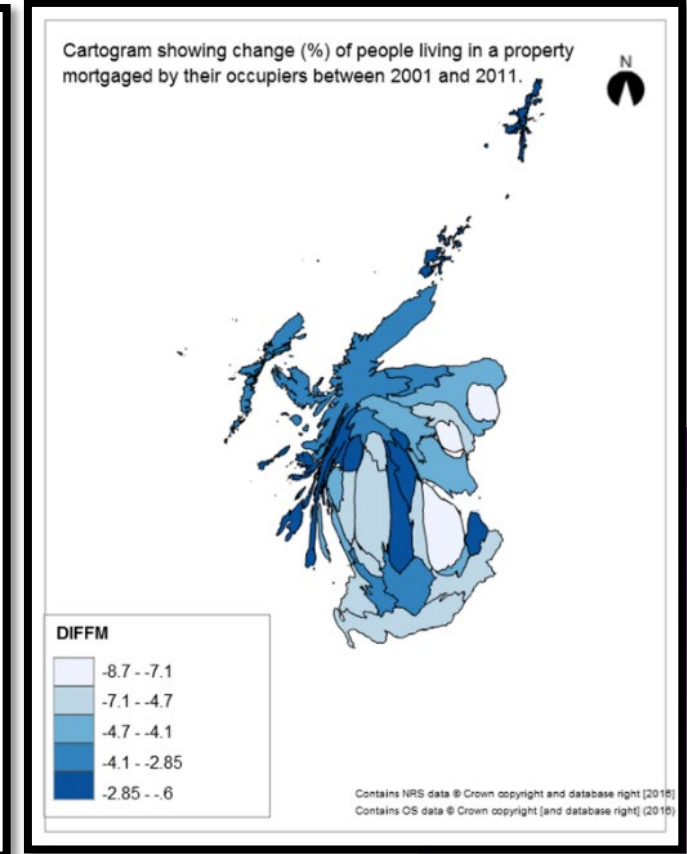 Cartogram showing change (%) of people living in a property
mortgaged by their occupiers between 2001 and 2011.
N
DIFFM
-8.7 - -7.1
-7.1 - -4.7
-4.7 - -4.1
-4.1 - -2.85
-2.85 - -.6
Contains NRS data © Crown copyright and database right [2016]
Contains OS data © Crown copyright [and database right] (2016)